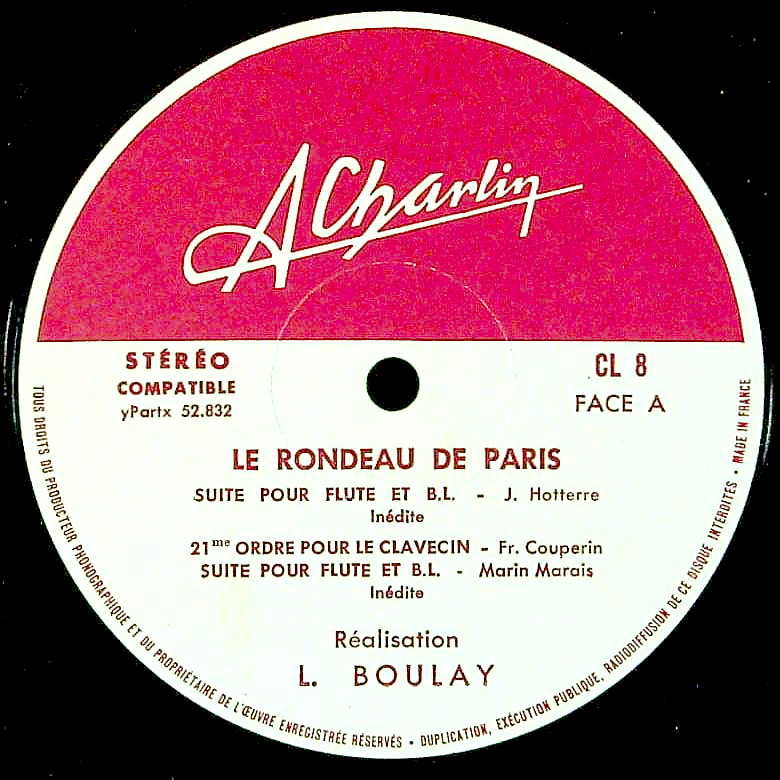 A Charlin
STÉRÉO
COMPATIBLE
yPartx 52.832
CL 8
FACE A
LE RONDEAU DE PARIS
SUITE POUR FLUTE ET B.L. - J. Hotterre
Inédite
21me ORDRE POUR LE CLAVECIN - Fr. Couperin
SUITE POUR FLUTE ET B.L. - Marin Marais
Inédite
Réalisation
L. BOULAY
TOUS DROITS DU PRODUCTEUR PHONOGRAPHIQUE ET DU PROPRIÉTAIRE DE L'ŒUVRE ENREGISTRÉE RÉSERVÉS • DUPLICATION, EXÉCUTION PUBLIQUE, RADIODIFFUSION DE CE DISQUE INTERDITES • MADE IN FRANCE